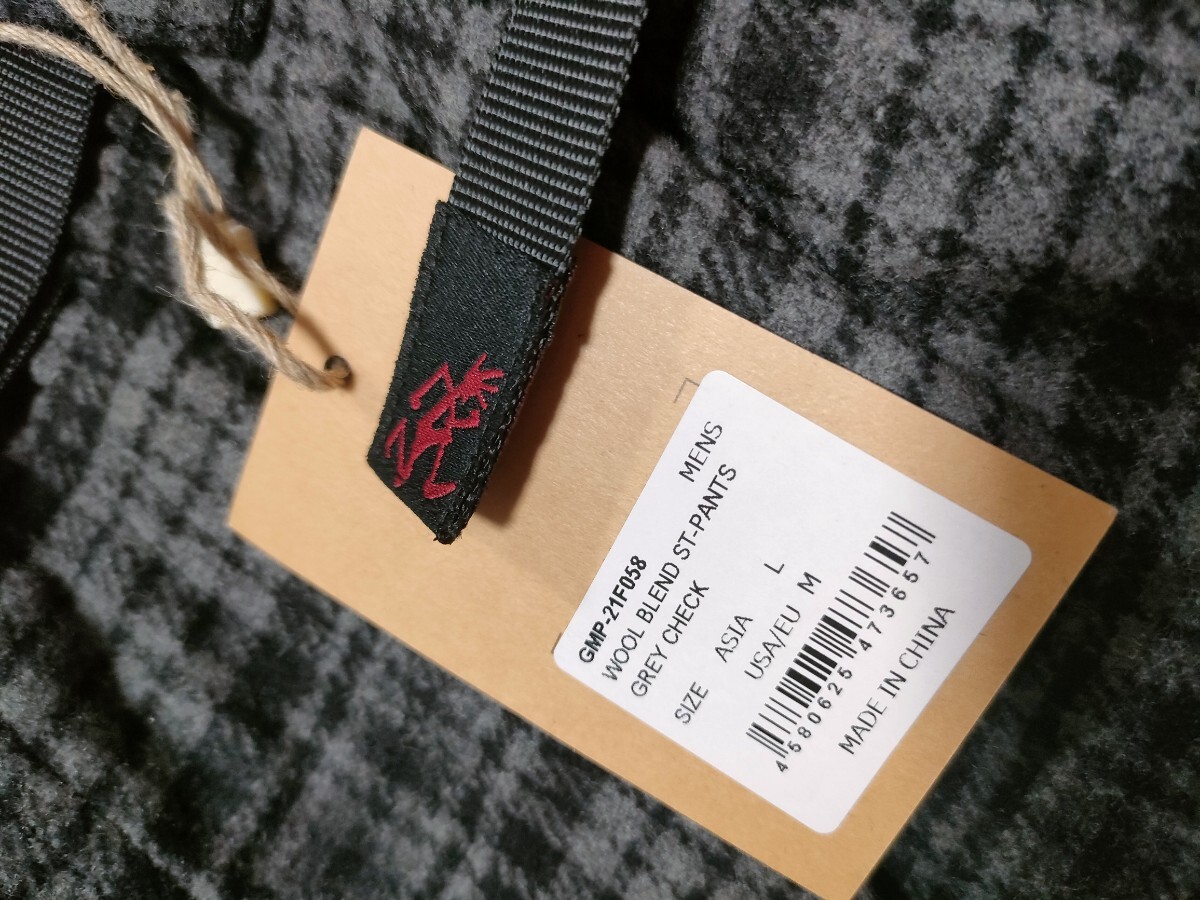 GMP-21F058 MENS
WOOL BLEND ST-PANTS
GREY CHECK
SIZE ASIA L
USA/EU M
4580625473657
MADE IN CHINA